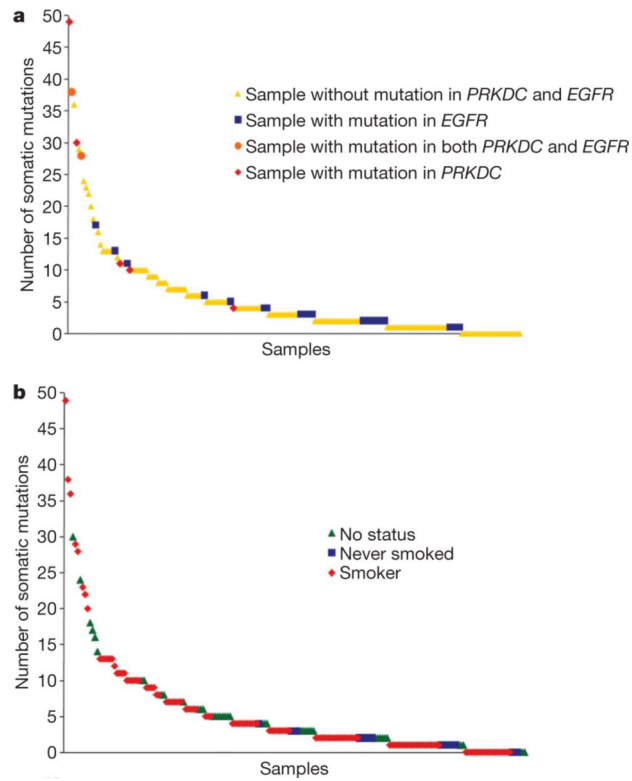 a
50
45
40
35
30
25
20
15
10
5
0
Number of somatic mutations
Sample without mutation in PRKDC and EGFR
Sample with mutation in EGFR
Sample with mutation in both PRKDC and EGFR
Sample with mutation in PRKDC
Samples
b
50
45
40
35
30
25
20
15
10
5
0
Number of somatic mutations
No status
Never smoked
Smoker
Samples